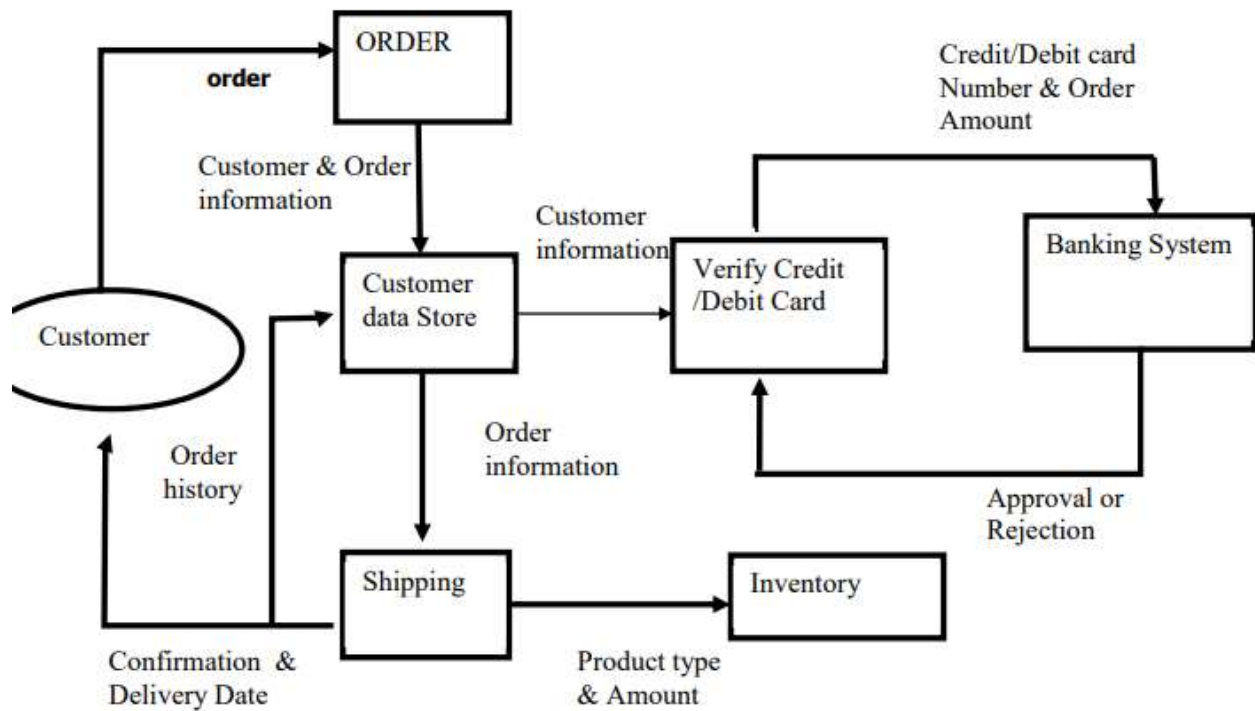 ORDER
order
Credit/Debit card
Number & Order
Amount
Customer & Order
information
Customer
information
Banking System
Verify Credit
/Debit Card
Customer
data Store
Customer
Order
history
Order
information
Approval or
Rejection
Shipping
Inventory
Confirmation &
Delivery Date
Product type
& Amount